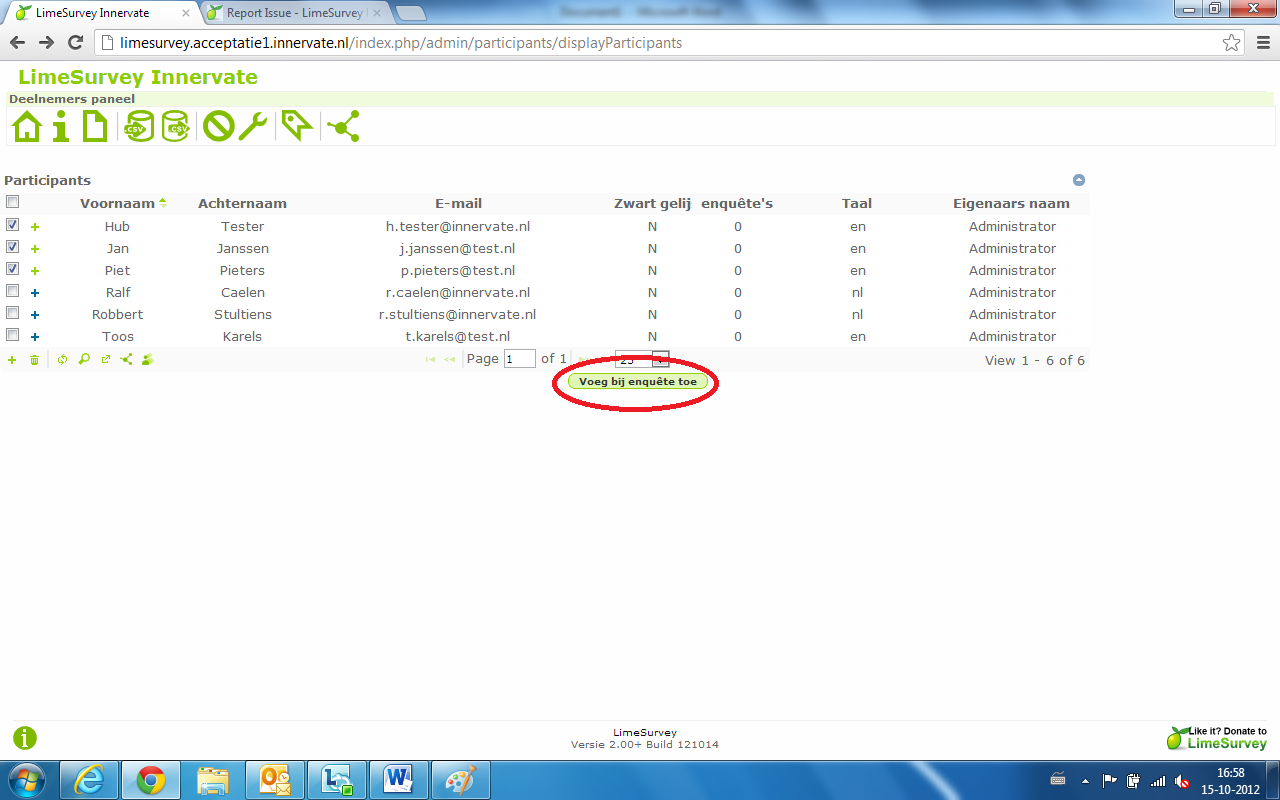 LimeSurvey Innervate
Report Issue - LimeSurvey
limesurvey.acceptatie1.innervate.nl/index.php/admin/participants/displayParticipants
LimeSurvey Innervate
Deelnemers paneel
.CSV .CSV
Participants
Voornaam Achternaam E-mail Zwart gelij enquête's Taal Eigenaars naam
Hub Tester h.tester@innervate.nl N 0 en Administrator
Jan Janssen j.janssen@test.nl N 0 en Administrator
Piet Pieters p.pieters@test.nl N 0 en Administrator
Ralf Caelen r.caelen@innervate.nl N 0 nl Administrator
Robbert Stultiens r.stultiens@innervate.nl N 0 nl Administrator
Toos Karels t.karels@test.nl N 0 en Administrator
Page 1 of 1 25 View 1 - 6 of 6
Voeg bij enquête toe
LimeSurvey
Versie 2.00+ Build 121014
Like it? Donate to
LimeSurvey
16:58
15-10-2012